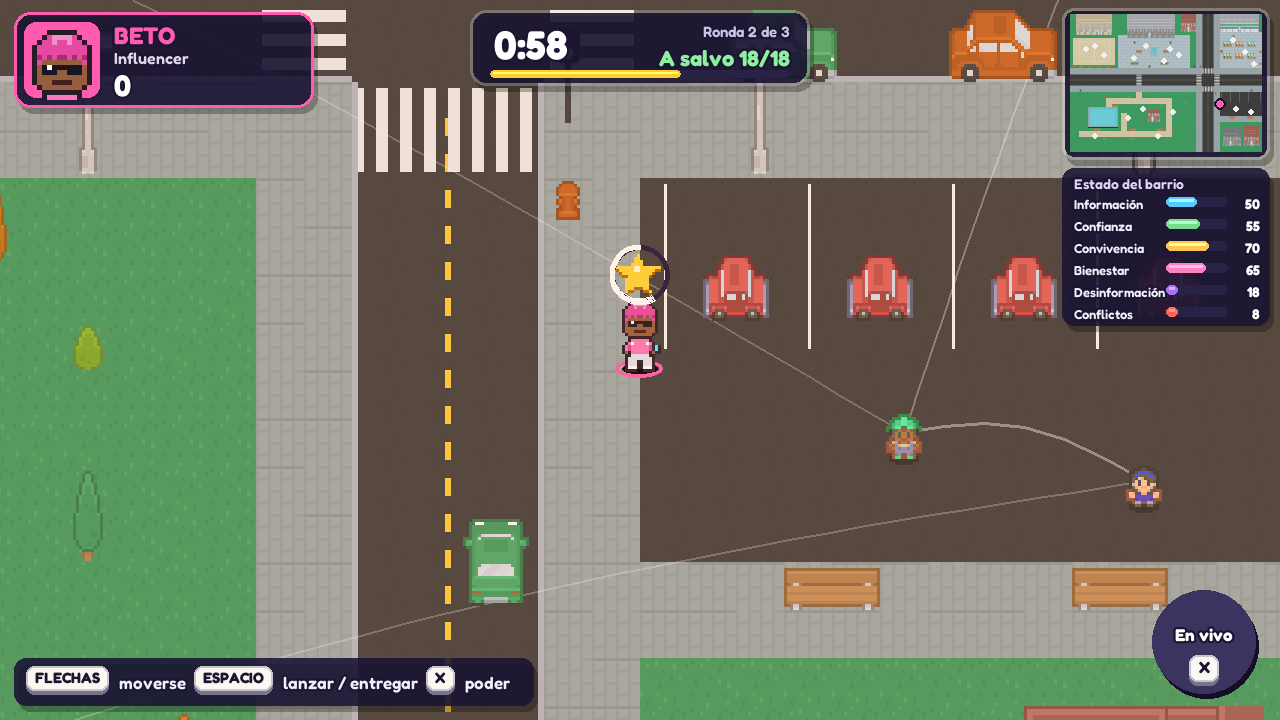 BETO
Influencer
0
0:58
Ronda 2 de 3
A salvo 18/18
Estado del barrio
Información 50
Confianza 55
Convivencia 70
Bienestar 65
Desinformación 18
Conflictos 8
En vivo
X
FLECHAS moverse ESPACIO lanzar / entregar X poder